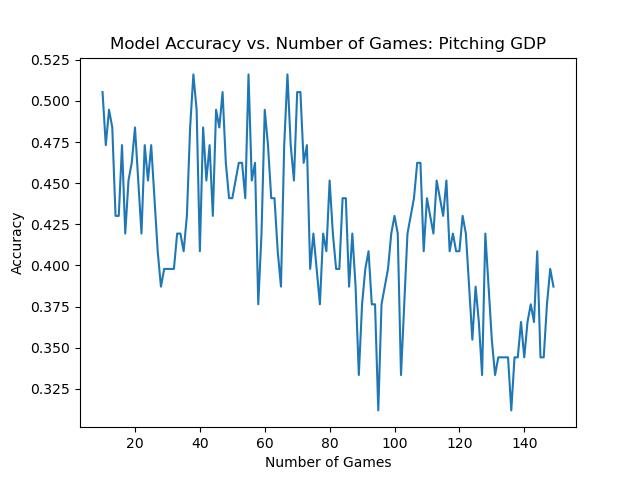 Model Accuracy vs. Number of Games: Pitching GDP
0.525
0.500
0.475
0.450
0.425
0.400
0.375
0.350
0.325
Accuracy
20 40 60 80 100 120 140
Number of Games